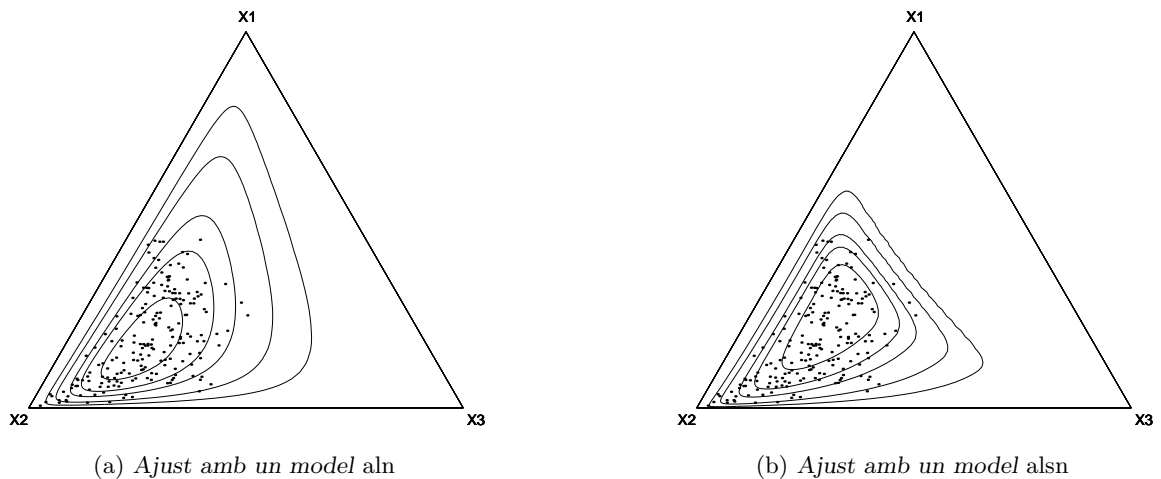 X1
X1
X2
X3
X2
X3
(a) Ajust amb un model aln
(b) Ajust amb un model alsn